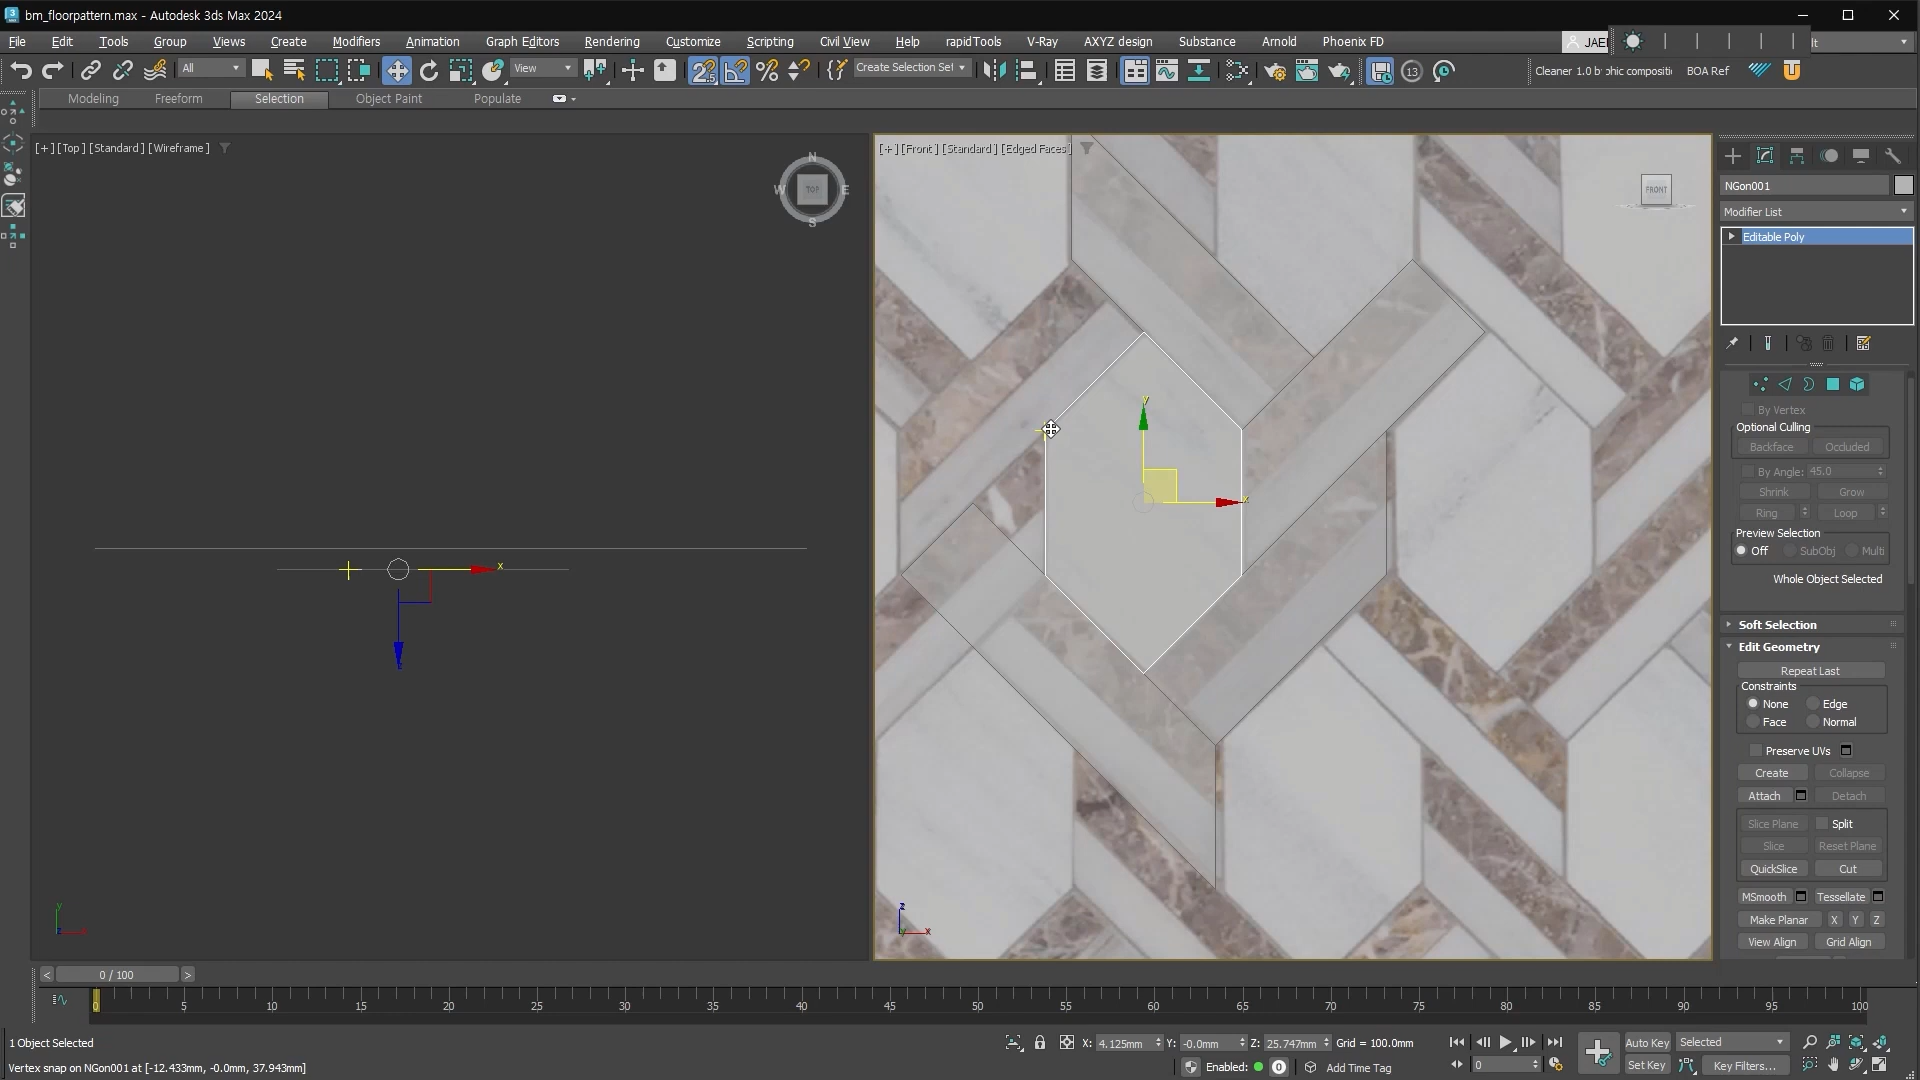 bm_floorpattern.max - Autodesk 3ds Max 2024
File Edit Tools Group Views Create Modifiers Animation Graph Editors Rendering Customize Scripting Civil View Help rapidTools V-Ray AXYZ design Substance Arnold Phoenix FD
All View Create Selection Set 13 Cleaner 1.0 BOA Ref
Modeling Freeform Selection Object Paint Populate
[+] [Top] [Standard] [Wireframe]
[+] [Front] [Standard] [Edged Faces]
N
W TOP E
S
FRONT
NGon001
Modifier List
Editable Poly
By Vertex
Optional Culling
Backface Occluded
By Angle: 45.0
Shrink Grow
Ring Loop
Preview Selection
Off SubObj Multi
Whole Object Selected
Soft Selection
Edit Geometry
Repeat Last
Constraints
None Edge
Face Normal
Preserve UVs
Create Collapse
Attach Detach
Slice Plane Split
Slice Reset Plane
QuickSlice Cut
MSmooth Tessellate
Make Planar X Y Z
View Align Grid Align
y
x
x
z
y
z
x
< 0 / 100 >
0 5 10 15 20 25 30 35 40 45 50 55 60 65 70 75 80 85 90 95 100
1 Object Selected X: 4.125mm Y: -0.0mm Z: 25.747mm Grid = 100.0mm Auto Key Selected
Vertex snap on NGon001 at [-12.433mm, -0.0mm, 37.943mm] Enabled: 0 Add Time Tag 0 Set Key Key Filters...